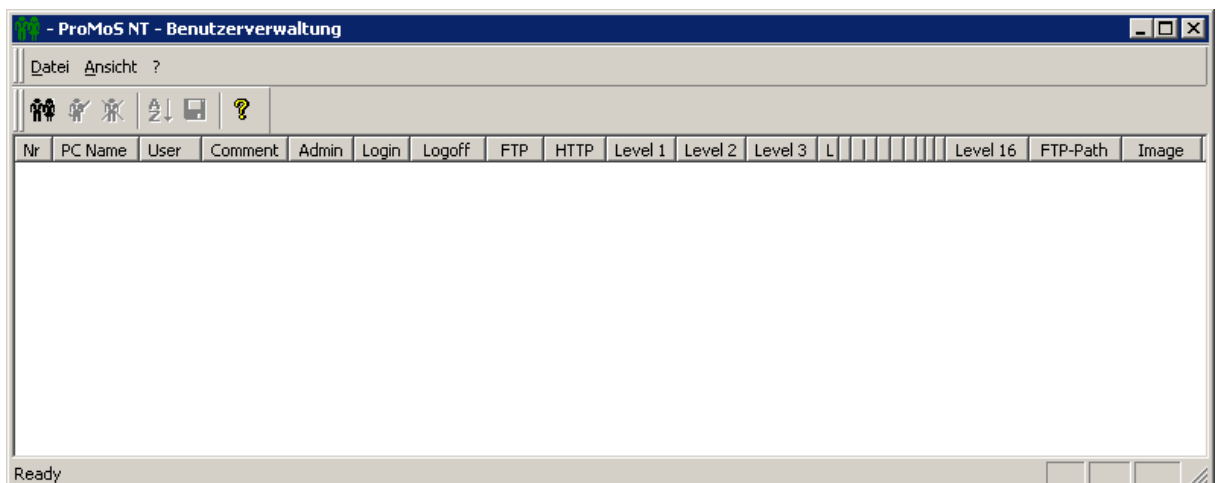 - ProMoS NT - Benutzerverwaltung
Datei Ansicht ?
Nr PC Name User Comment Admin Login Logoff FTP HTTP Level 1 Level 2 Level 3 L Level 16 FTP-Path Image
Ready